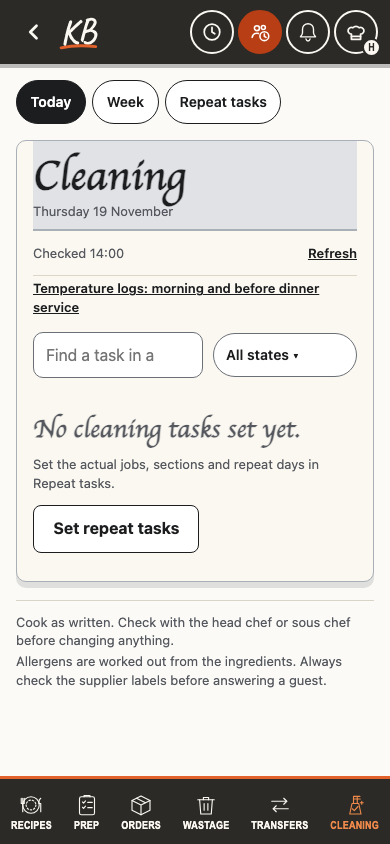 KB
H
Today
Week
Repeat tasks
Cleaning
Thursday 19 November
Checked 14:00
Refresh
Temperature logs: morning and before dinner
service
Find a task in a
All states ▾
No cleaning tasks set yet.
Set the actual jobs, sections and repeat days in
Repeat tasks.
Set repeat tasks
Cook as written. Check with the head chef or sous chef
before changing anything.
Allergens are worked out from the ingredients. Always
check the supplier labels before answering a guest.
RECIPES
PREP
ORDERS
WASTAGE
TRANSFERS
CLEANING